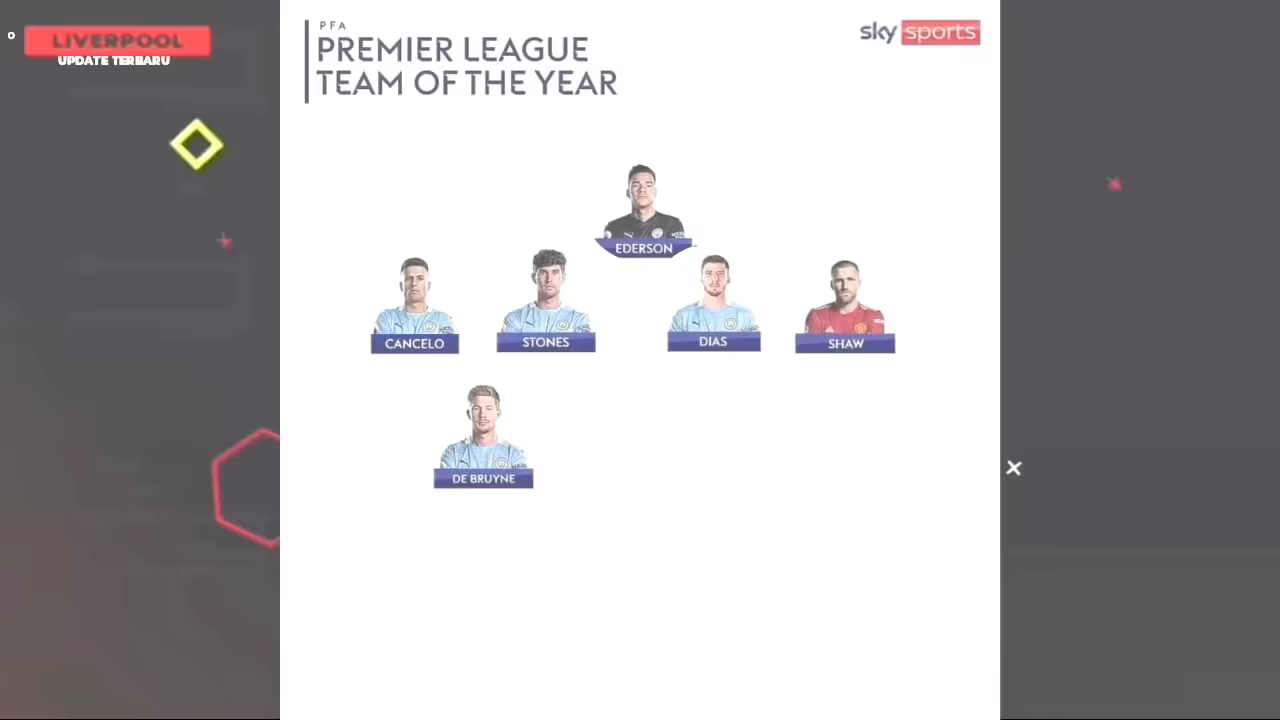 LIVERPOOL
UPDATE TERBARU
PFA
PREMIER LEAGUE
TEAM OF THE YEAR
sky sports
EDERSON
CANCELO
STONES
DIAS
SHAW
DE BRUYNE